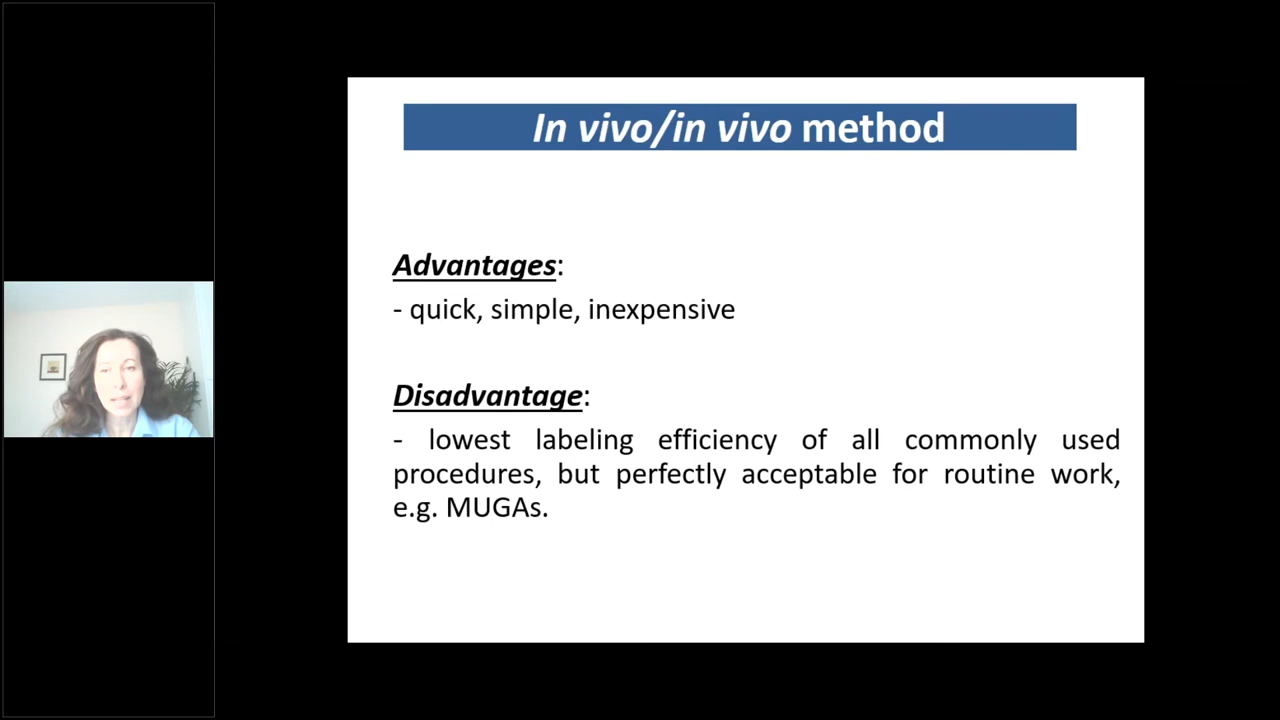 In vivo/in vivo method
Advantages:
- quick, simple, inexpensive
Disadvantage:
- lowest labeling efficiency of all commonly used
procedures, but perfectly acceptable for routine work,
e.g. MUGAs.